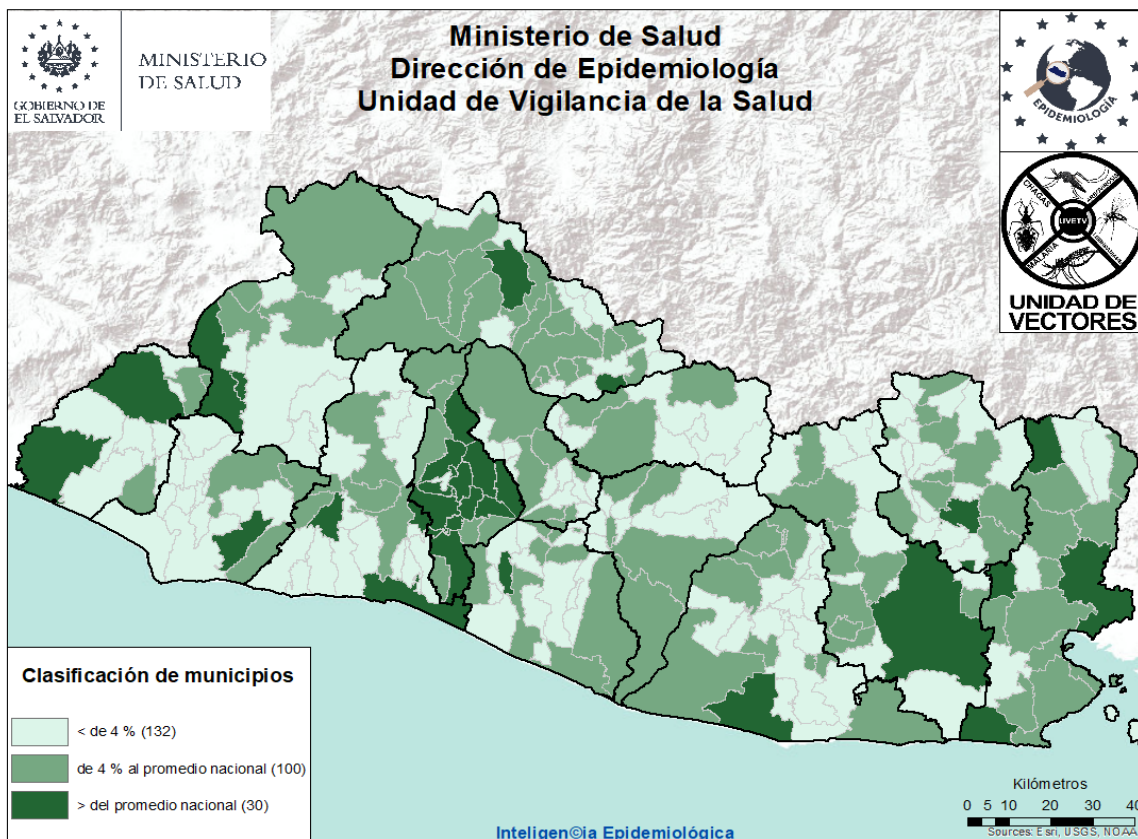 GOBIERNO DE
EL SALVADOR
MINISTERIO
DE SALUD
Ministerio de Salud
Dirección de Epidemiología
Unidad de Vigilancia de la Salud
EPIDEMIOLOGÍA
CHAGAS
MALARIA
UNIDAD DE
VECTORES
Clasificación de municipios
< de 4 % (132)
de 4 % al promedio nacional (100)
> del promedio nacional (30)
Inteligen©ia Epidemiológica
Kilómetros
0 5 10 20 30 40
Sources: Esri, USGS, NOAA